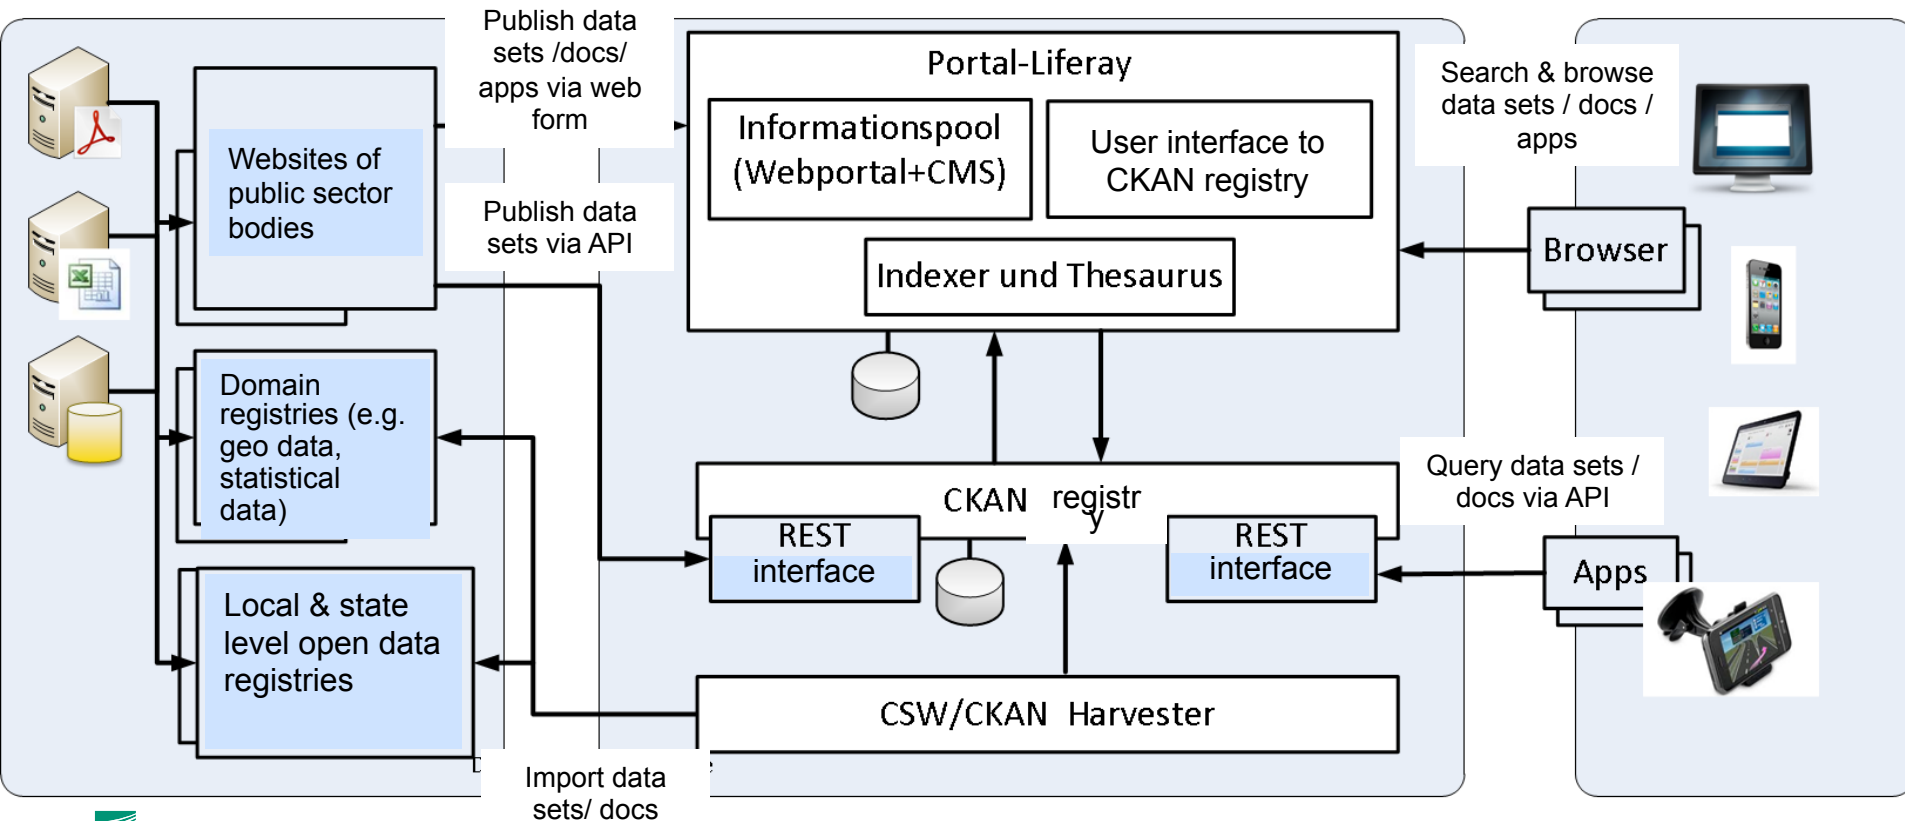 Publish data
sets /docs/
apps via web
form
Portal-Liferay
Search & browse
data sets / docs /
apps
Informationspool
(Webportal+CMS)
User interface to
CKAN registry
Websites of
public sector
bodies
Publish data
sets via API
Indexer und Thesaurus
Browser
Domain
registries (e.g.
geo data,
statistical
data)
Query data sets /
docs via API
CKAN registr
y
REST
interface
REST
interface
Apps
Local & state
level open data
registries
CSW/CKAN Harvester
Import data
sets/ docs